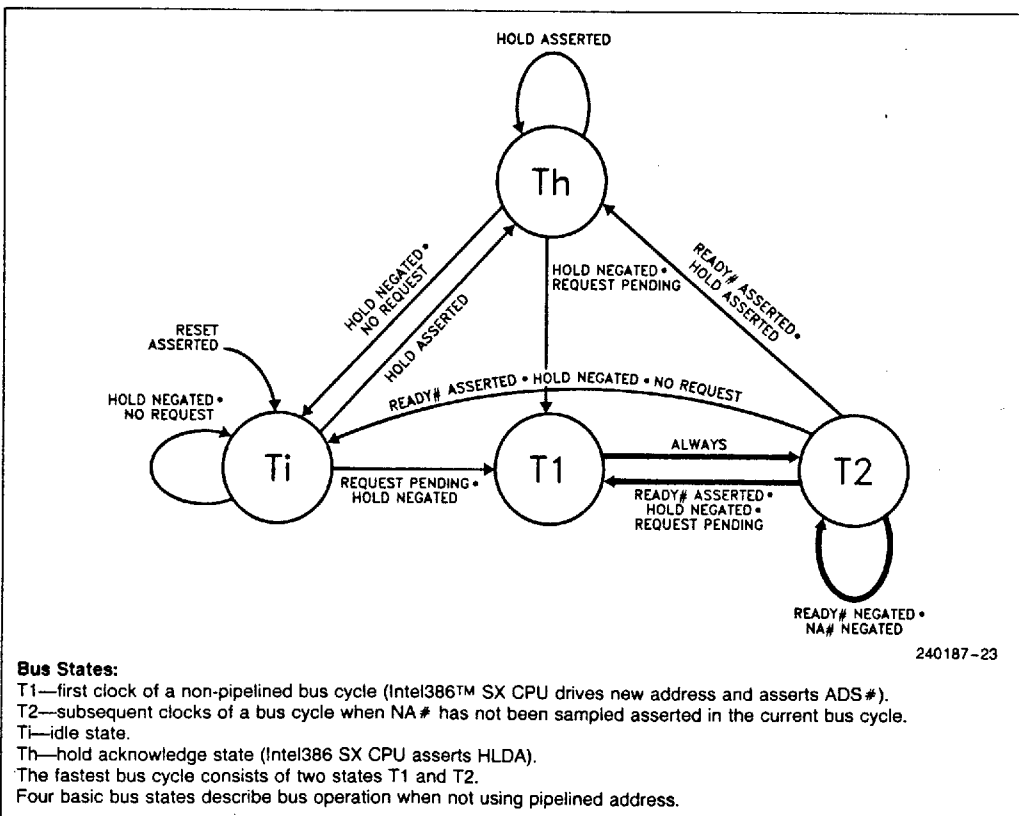 HOLD ASSERTED
Th
HOLD NEGATED •
NO REQUEST
HOLD ASSERTED
HOLD NEGATED •
REQUEST PENDING
READY# ASSERTED •
HOLD ASSERTED
RESET
ASSERTED
HOLD NEGATED •
NO REQUEST
READY# ASSERTED • HOLD NEGATED • NO REQUEST
Ti
REQUEST PENDING •
HOLD NEGATED
T1
ALWAYS
READY# ASSERTED •
HOLD NEGATED •
REQUEST PENDING
T2
READY# NEGATED •
NA# NEGATED
240187–23
Bus States:
T1—first clock of a non-pipelined bus cycle (Intel386™ SX CPU drives new address and asserts ADS#).
T2—subsequent clocks of a bus cycle when NA# has not been sampled asserted in the current bus cycle.
Ti—idle state.
Th—hold acknowledge state (Intel386 SX CPU asserts HLDA).
The fastest bus cycle consists of two states T1 and T2.
Four basic bus states describe bus operation when not using pipelined address.